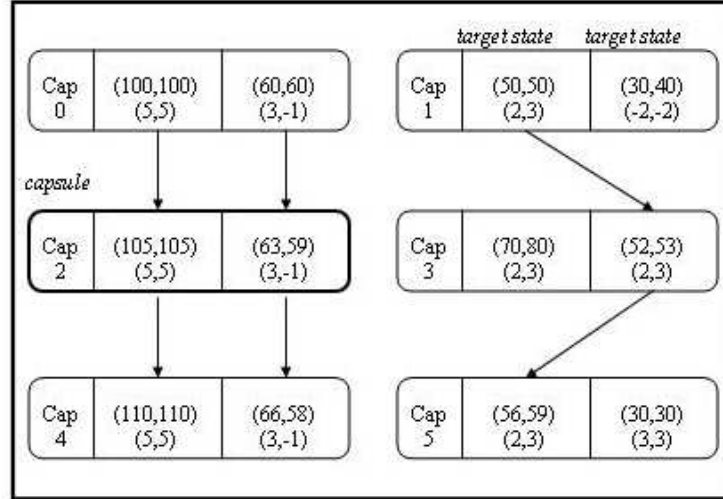 target state target state
Cap 0 (100,100) (5,5) (60,60) (3,-1)
Cap 1 (50,50) (2,3) (30,40) (-2,-2)
capsule
Cap 2 (105,105) (5,5) (63,59) (3,-1)
Cap 3 (70,80) (2,3) (52,53) (2,3)
Cap 4 (110,110) (5,5) (66,58) (3,-1)
Cap 5 (56,59) (2,3) (30,30) (3,3)